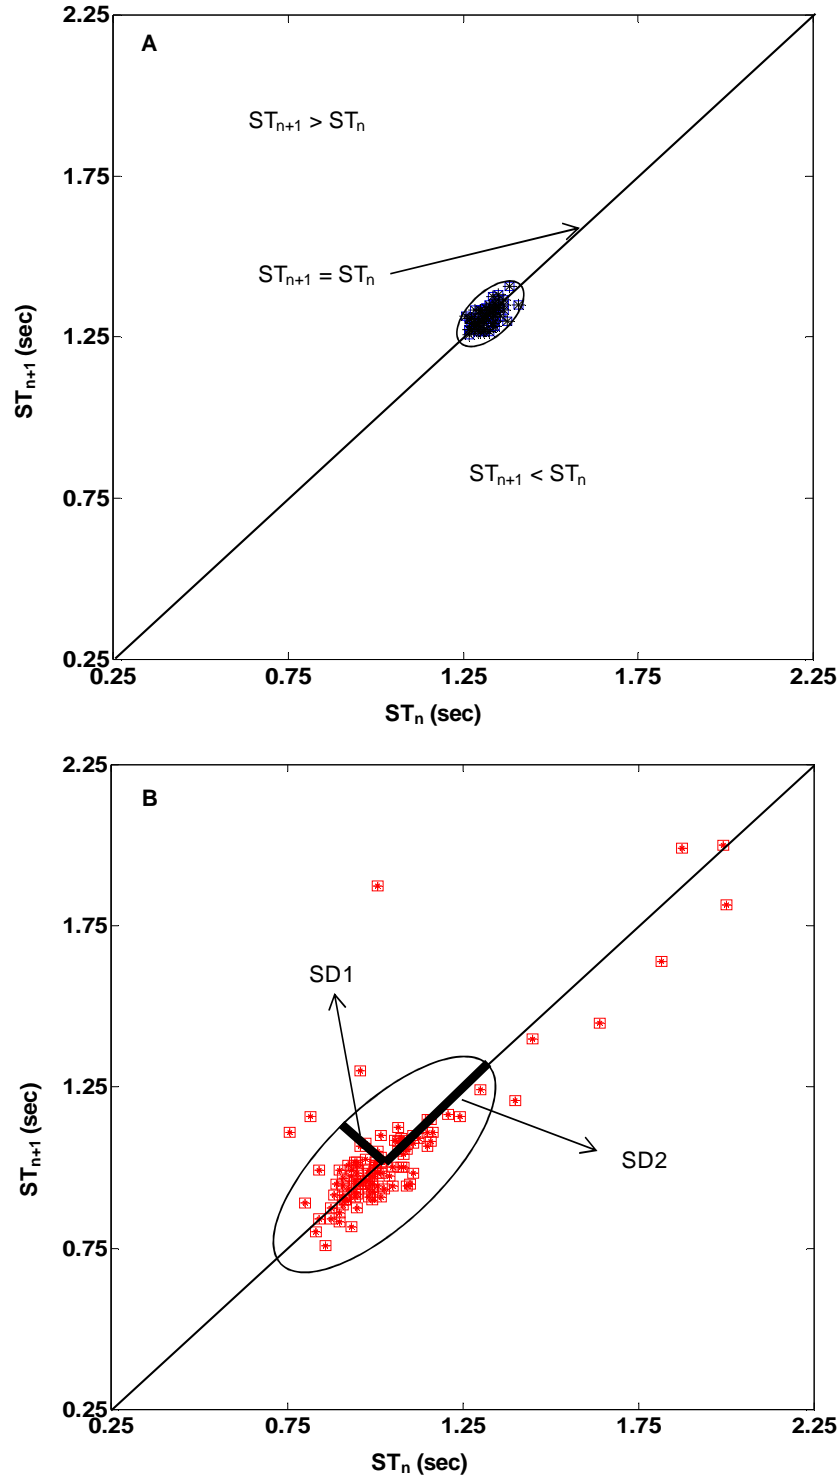 2.25
A
ST_{n+1} > ST_n
1.75
ST_{n+1} = ST_n
1.25
ST_{n+1} (sec)
ST_{n+1} < ST_n
0.75
0.25
0.25 0.75 1.25 1.75 2.25
ST_n (sec)
2.25
B
1.75
SD1
1.25
ST_{n+1} (sec)
SD2
0.75
0.25
0.25 0.75 1.25 1.75 2.25
ST_n (sec)